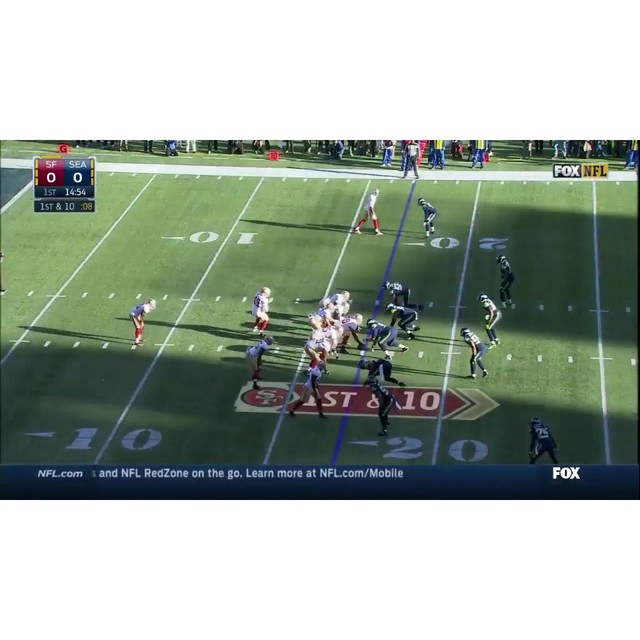 SF SEA
0 0
1ST 14:54
1ST & 10 :08
FOX NFL
10
20
SF
1ST & 10
10
20
NFL.com and NFL RedZone on the go. Learn more at NFL.com/Mobile
FOX